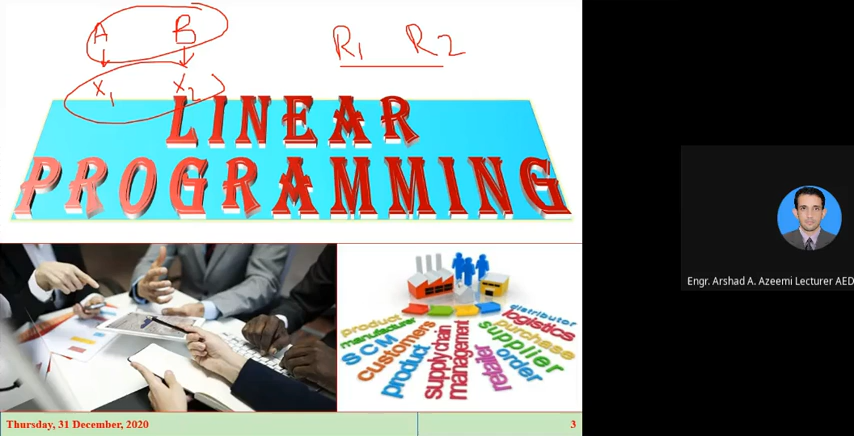 A B
R1 R2
X1 X2
LINEAR
PROGRAMMING
distributor
product
logistics
manufacturer
purchase
SCM
customers
supplier
product
supply chain
management
retailer
order
Engr. Arshad A. Azeemi Lecturer AED
Thursday, 31 December, 2020
3